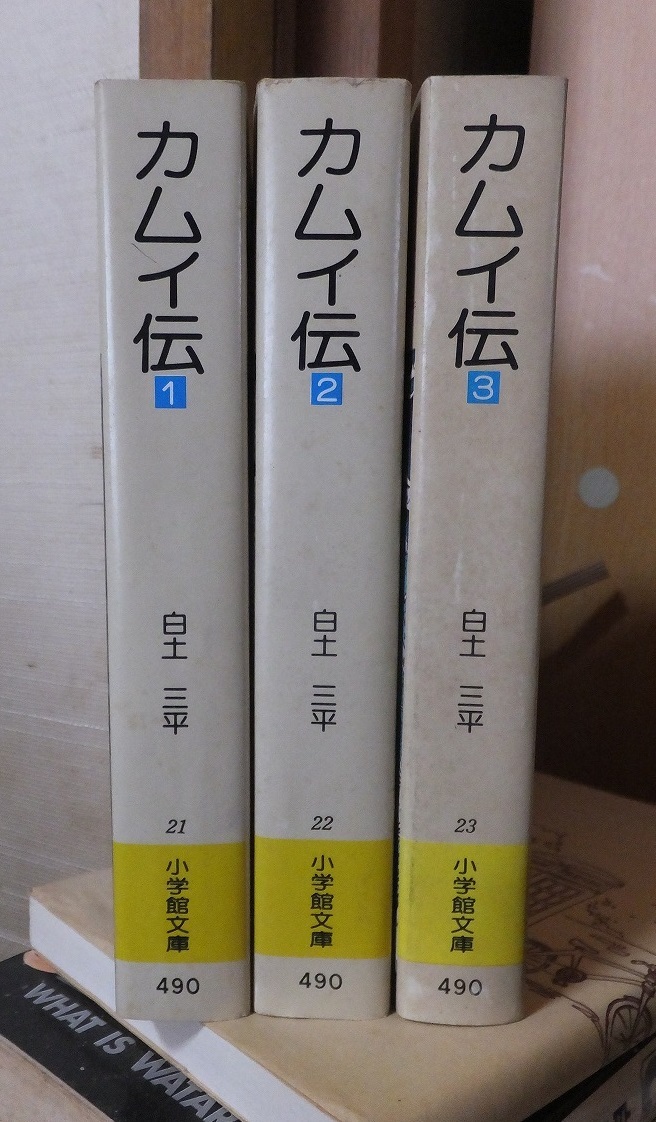 カムイ伝
1
白土 三平
21
小学館文庫
490
カムイ伝
2
白土 三平
22
小学館文庫
490
カムイ伝
3
白土 三平
23
小学館文庫
490
WHAT IS